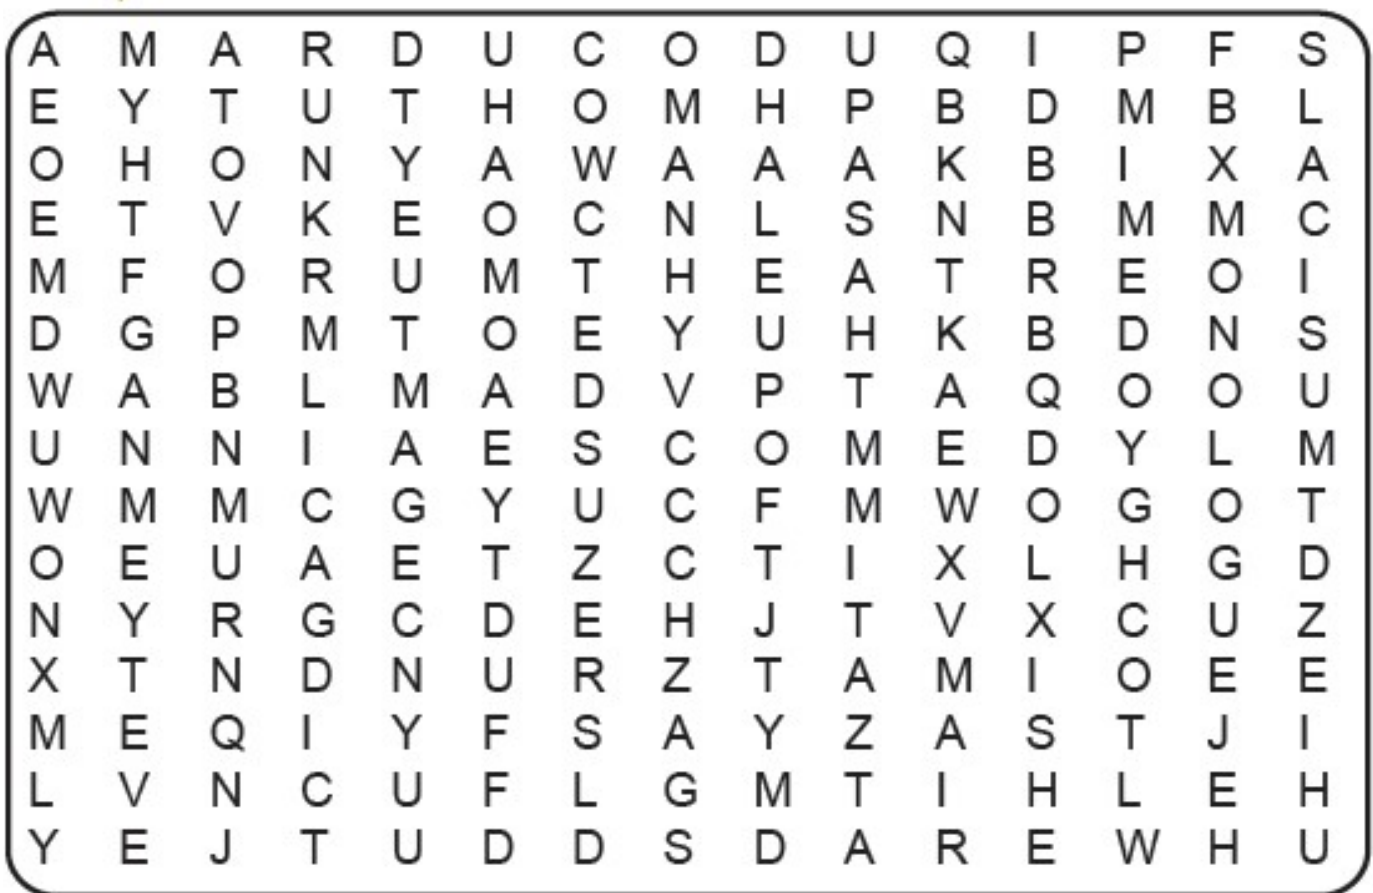 A M A R D U C O D U Q I P F S
E Y T U T H O M H P B D M B L
O H O N Y A W A A A K B I X A
E T V K E O C N L S N B M M C
M F O R U M T H E A T R E O I
D G P M T O E Y U H K B D N S
W A B L M A D V P T A Q O O U
U N N I A E S C O M E D Y L M
W M M C G Y U C F M W O G O T
O E U A E T Z C T I X L H G D
N Y R G C D E H J T V X C U Z
X T N D N U R Z T A M I O E E
M E Q I Y F S A Y Z A S T J I
L V N C U F L G M T I H L E H
Y E J T U D D S D A R E W H U